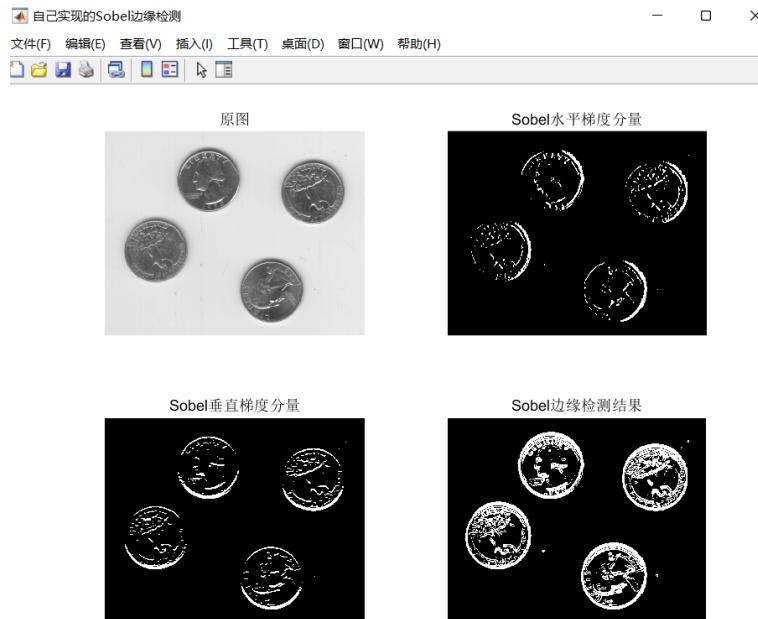 自己实现的Sobel边缘检测
文件(F) 编辑(E) 查看(V) 插入(I) 工具(T) 桌面(D) 窗口(W) 帮助(H)
原图
Sobel水平梯度分量
Sobel垂直梯度分量
Sobel边缘检测结果